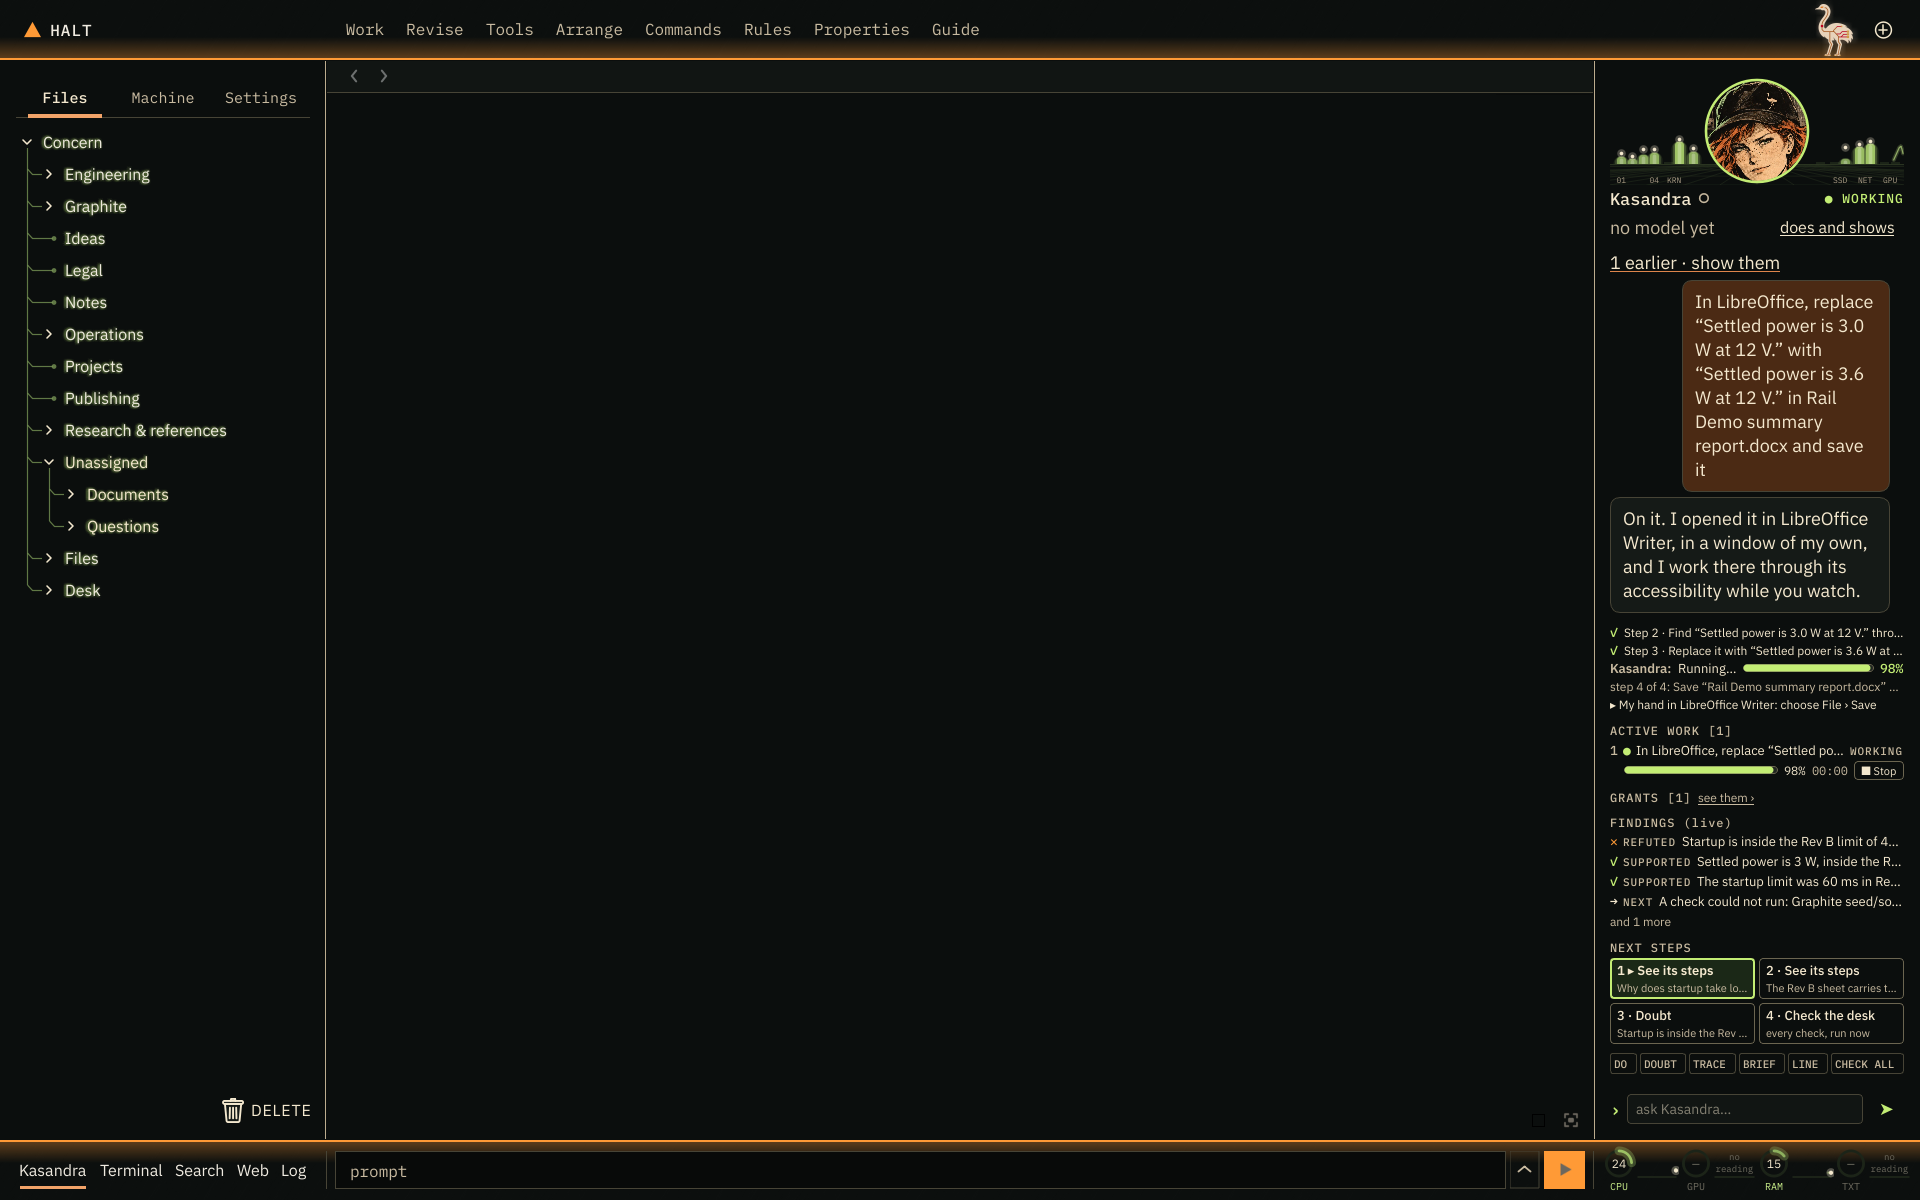 HALT
Work Revise Tools Arrange Commands Rules Properties Guide
Files Machine Settings
Concern
Engineering
Graphite
Ideas
Legal
Notes
Operations
Projects
Publishing
Research & references
Unassigned
Documents
Questions
Files
Desk
DELETE
01 04 KRN SSD NET GPU
Kasandra WORKING
no model yet does and shows
1 earlier · show them
In LibreOffice, replace
“Settled power is 3.0
W at 12 V.” with
“Settled power is 3.6
W at 12 V.” in Rail
Demo summary
report.docx and save
it
On it. I opened it in LibreOffice
Writer, in a window of my own,
and I work there through its
accessibility while you watch.
√ Step 2 · Find “Settled power is 3.0 W at 12 V.” thro...
√ Step 3 · Replace it with “Settled power is 3.6 W at ...
Kasandra: Running... 98%
step 4 of 4: Save “Rail Demo summary report.docx” ...
▸ My hand in LibreOffice Writer: choose File › Save
ACTIVE WORK [1]
1 ● In LibreOffice, replace “Settled po... WORKING
98% 00:00 Stop
GRANTS [1] see them ›
FINDINGS (live)
× REFUTED Startup is inside the Rev B limit of 4...
√ SUPPORTED Settled power is 3 W, inside the R...
√ SUPPORTED The startup limit was 60 ms in Re...
→ NEXT A check could not run: Graphite seed/so...
and 1 more
NEXT STEPS
1 ▸ See its steps
Why does startup take lo...
2 · See its steps
The Rev B sheet carries t...
3 · Doubt
Startup is inside the Rev ...
4 · Check the desk
every check, run now
DO DOUBT TRACE BRIEF LINE CHECK ALL
› ask Kasandra...
Kasandra Terminal Search Web Log
prompt
24 CPU
– GPU no reading
15 RAM
– TXT no reading